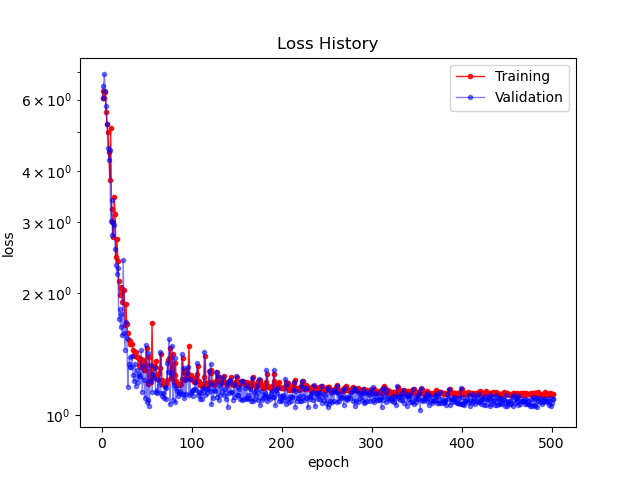 Loss History
Training
Validation
6 × 10⁰
4 × 10⁰
3 × 10⁰
2 × 10⁰
10⁰
loss
0 100 200 300 400 500
epoch